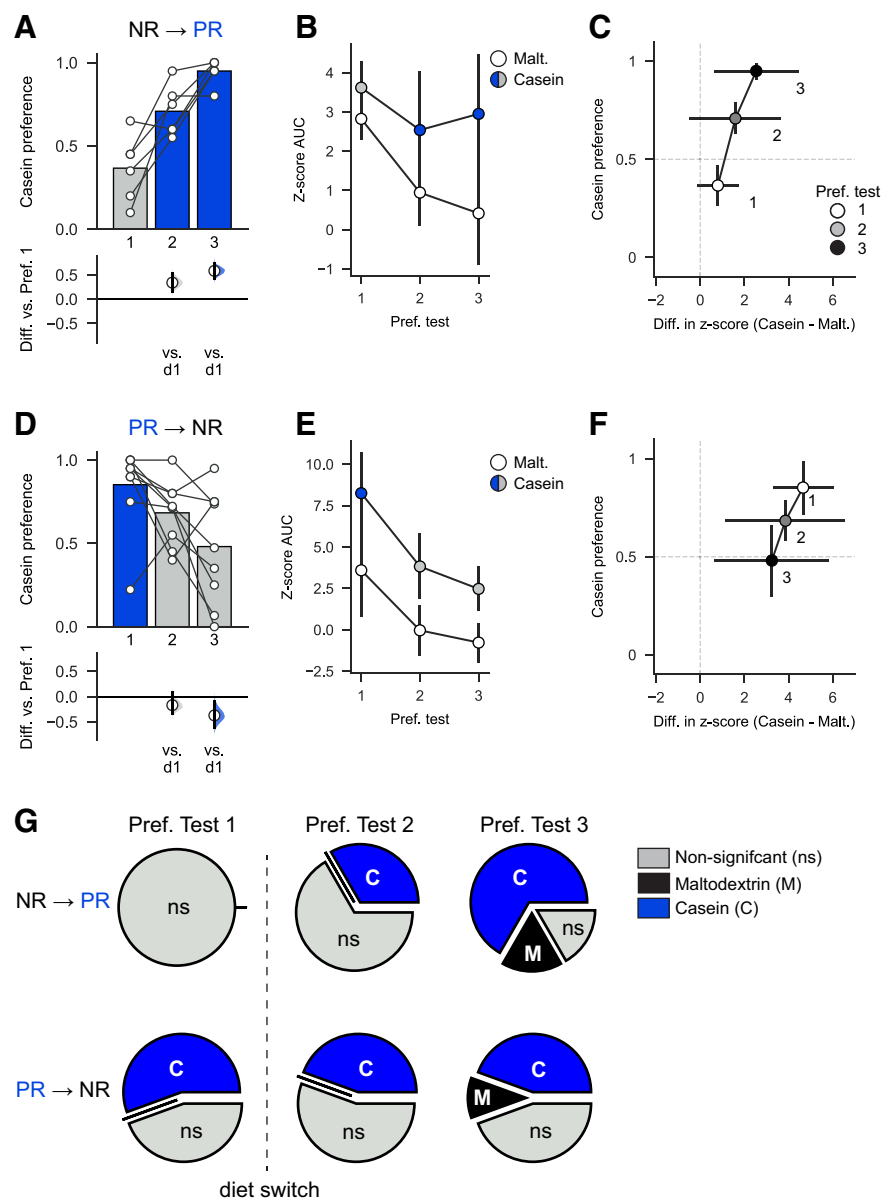 A
NR → PR
Casein preference
1.0
0.5
0.0
1 2 3
Diff. vs. Pref. 1
0.5
0.0
−0.5
vs. vs.
d1 d1
B
Malt.
Casein
Z-score AUC
4
3
2
1
0
−1
1 2 3
Pref. test
C
Casein preference
1
0.5
0
3
2
1
Pref. test
1
2
3
−2 0 2 4 6
Diff. in z-score (Casein - Malt.)
D
PR → NR
Casein preference
1.0
0.5
0.0
1 2 3
Diff. vs. Pref. 1
0.5
0.0
−0.5
vs. vs.
d1 d1
E
Malt.
Casein
Z-score AUC
10.0
7.5
5.0
2.5
0.0
−2.5
1 2 3
Pref. test
F
Casein preference
1
0.5
0
1
2
3
−2 0 2 4 6
Diff. in z-score (Casein - Malt.)
G
Pref. Test 1 Pref. Test 2 Pref. Test 3
Non-signifcant (ns)
Maltodextrin (M)
Casein (C)
NR → PR
ns
C
ns
C
M
ns
PR → NR
C
ns
C
ns
C
M
ns
diet switch